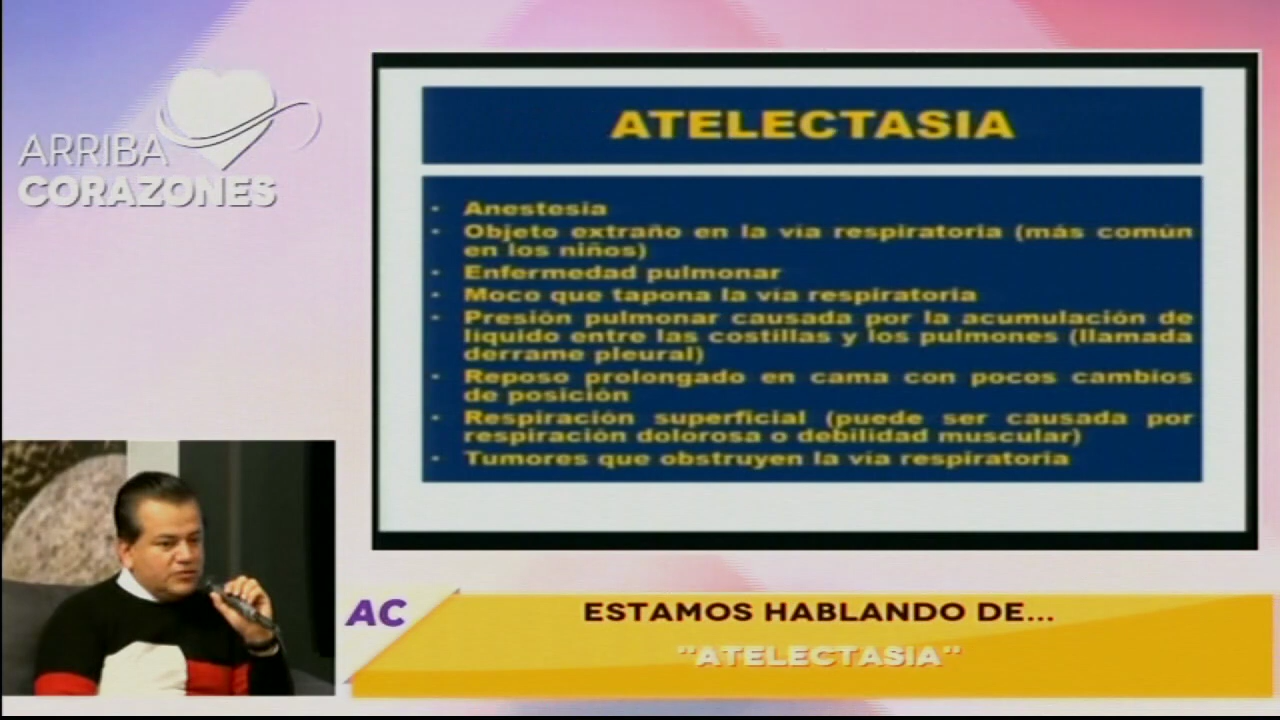 ARRIBA
CORAZONES
ATELECTASIA
- Anestesia
- Objeto extraño en la vía respiratoria (más común
en los niños)
- Enfermedad pulmonar
- Moco que tapona la vía respiratoria
- Presión pulmonar causada por la acumulación de
líquido entre las costillas y los pulmones (llamada
derrame pleural)
- Reposo prolongado en cama con pocos cambios
de posición
- Respiración superficial (puede ser causada por
respiración dolorosa o debilidad muscular)
- Tumores que obstruyen la vía respiratoria
AC
ESTAMOS HABLANDO DE...
"ATELECTASIA"